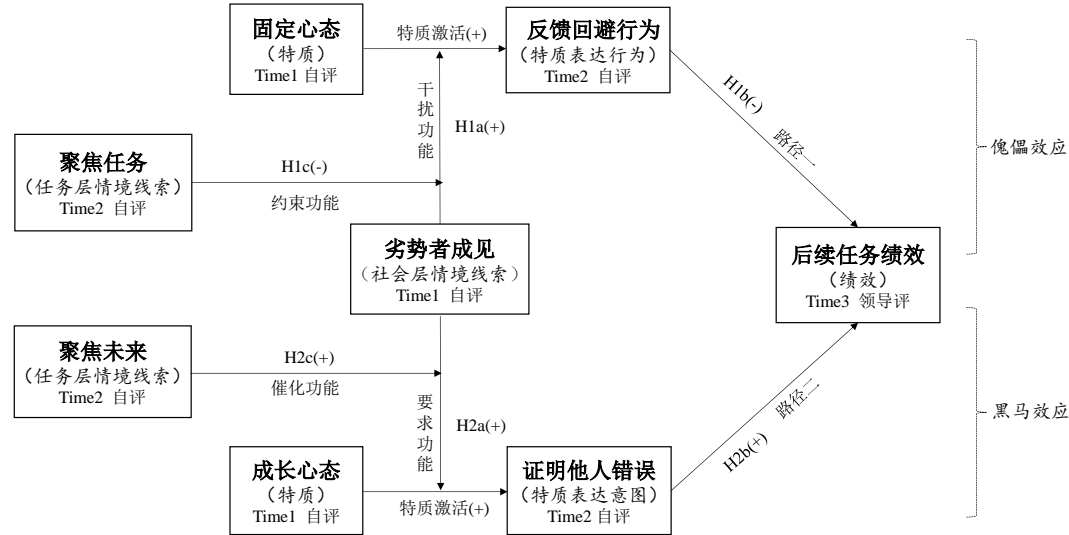 固定心态
（特质）
Time1 自评
特质激活(+)
反馈回避行为
（特质表达行为）
Time2 自评
干扰功能
H1a(+)
H1b(-)
路径一
傀儡效应
聚焦任务
（任务层情境线索）
Time2 自评
H1c(-)
约束功能
劣势者成见
（社会层情境线索）
Time1 自评
后续任务绩效
（绩效）
Time3 领导评
聚焦未来
（任务层情境线索）
Time2 自评
H2c(+)
催化功能
要求功能
H2a(+)
H2b(+)
路径二
黑马效应
成长心态
（特质）
Time1 自评
特质激活(+)
证明他人错误
（特质表达意图）
Time2 自评